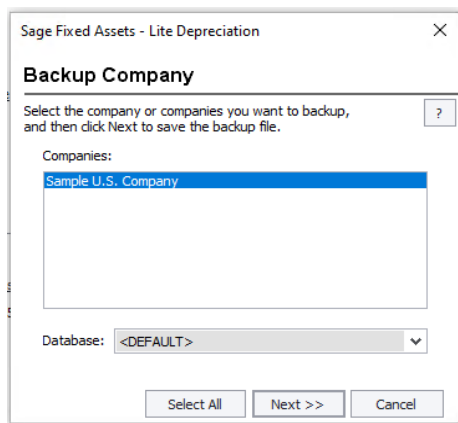 Sage Fixed Assets - Lite Depreciation
Backup Company
Select the company or companies you want to backup,
and then click Next to save the backup file.
?
Companies:
Sample U.S. Company
Database: <DEFAULT>
Select All Next >> Cancel